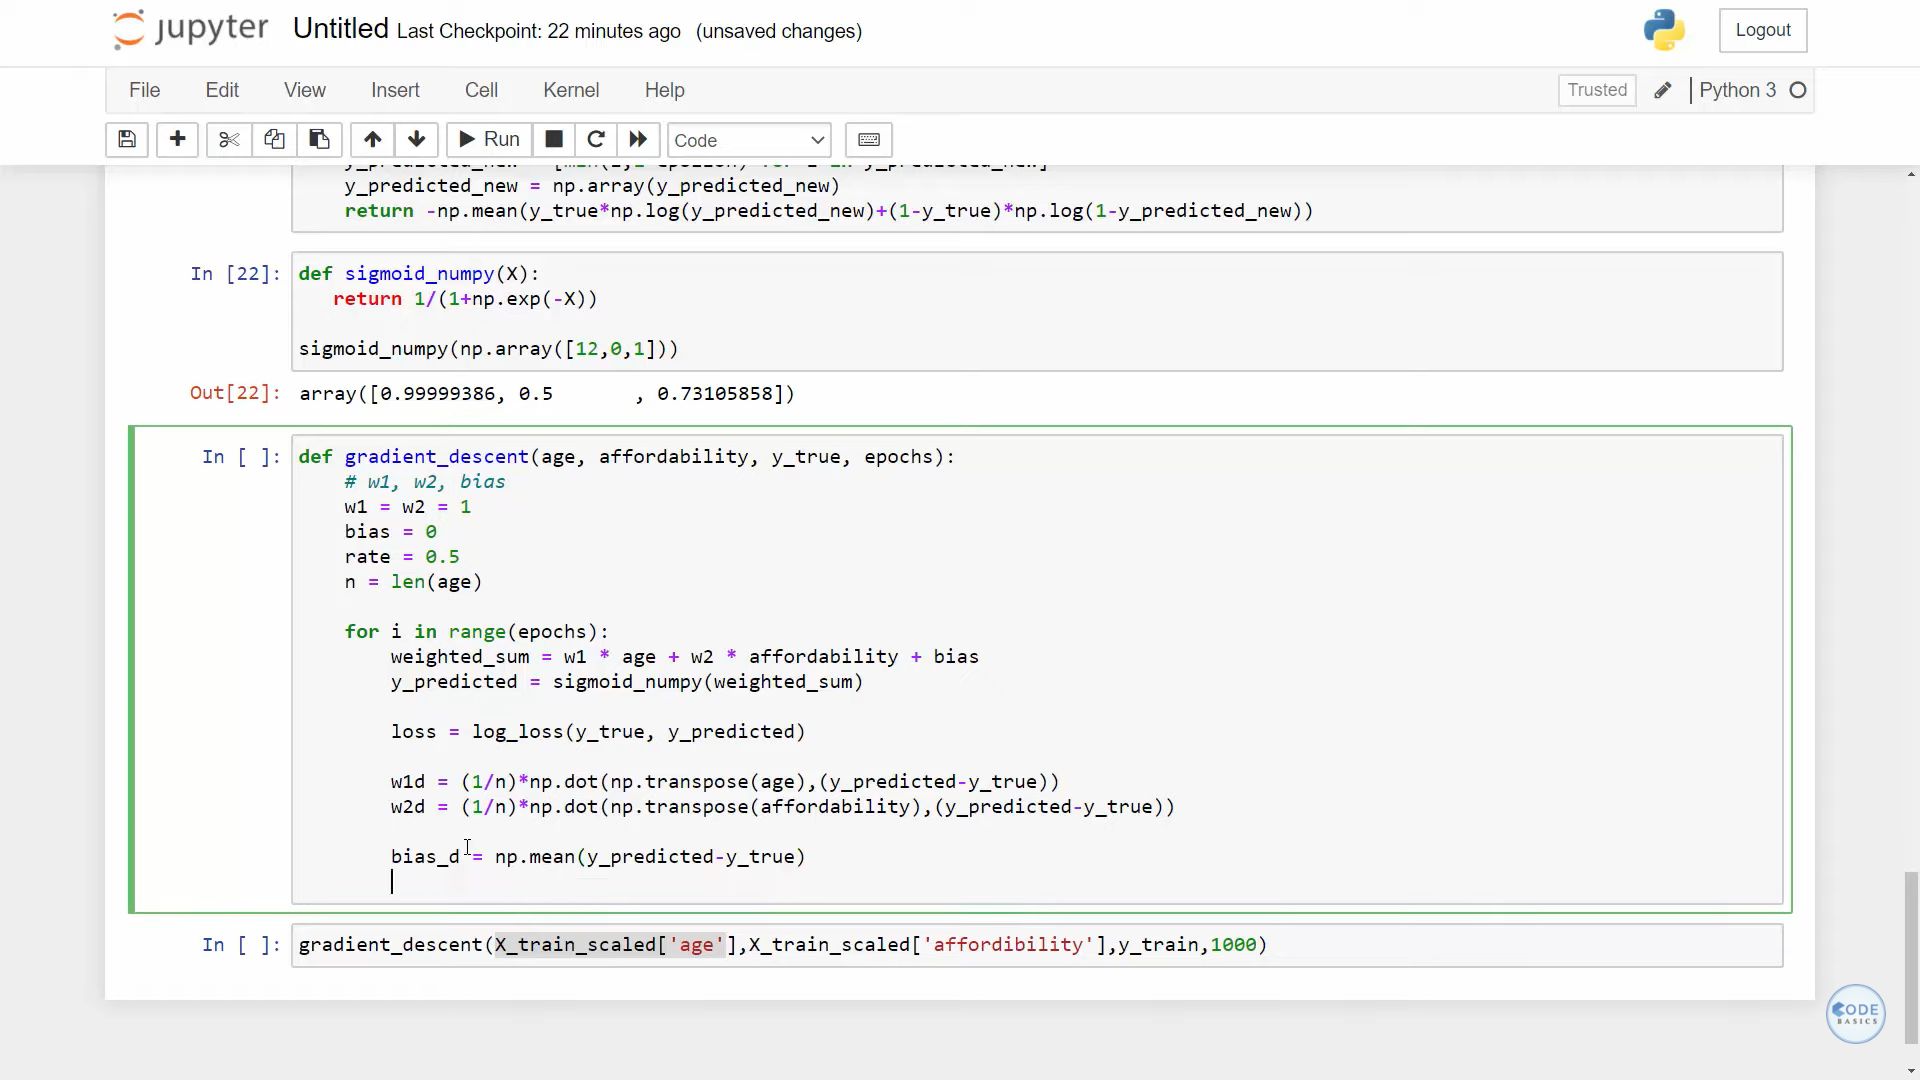 jupyter Untitled Last Checkpoint: 22 minutes ago (unsaved changes) Logout
File Edit View Insert Cell Kernel Help Trusted Python 3
Run Code
y_predicted_new = np.array(y_predicted_new)
return -np.mean(y_true*np.log(y_predicted_new)+(1-y_true)*np.log(1-y_predicted_new))
In [22]: def sigmoid_numpy(X):
return 1/(1+np.exp(-X))
sigmoid_numpy(np.array([12,0,1]))
Out[22]: array([0.99999386, 0.5       , 0.73105858])
In [ ]: def gradient_descent(age, affordability, y_true, epochs):
# w1, w2, bias
w1 = w2 = 1
bias = 0
rate = 0.5
n = len(age)
for i in range(epochs):
weighted_sum = w1 * age + w2 * affordability + bias
y_predicted = sigmoid_numpy(weighted_sum)
loss = log_loss(y_true, y_predicted)
w1d = (1/n)*np.dot(np.transpose(age),(y_predicted-y_true))
w2d = (1/n)*np.dot(np.transpose(affordability),(y_predicted-y_true))
bias_d = np.mean(y_predicted-y_true)
In [ ]: gradient_descent(X_train_scaled['age'],X_train_scaled['affordibility'],y_train,1000)
CODE
BASICS